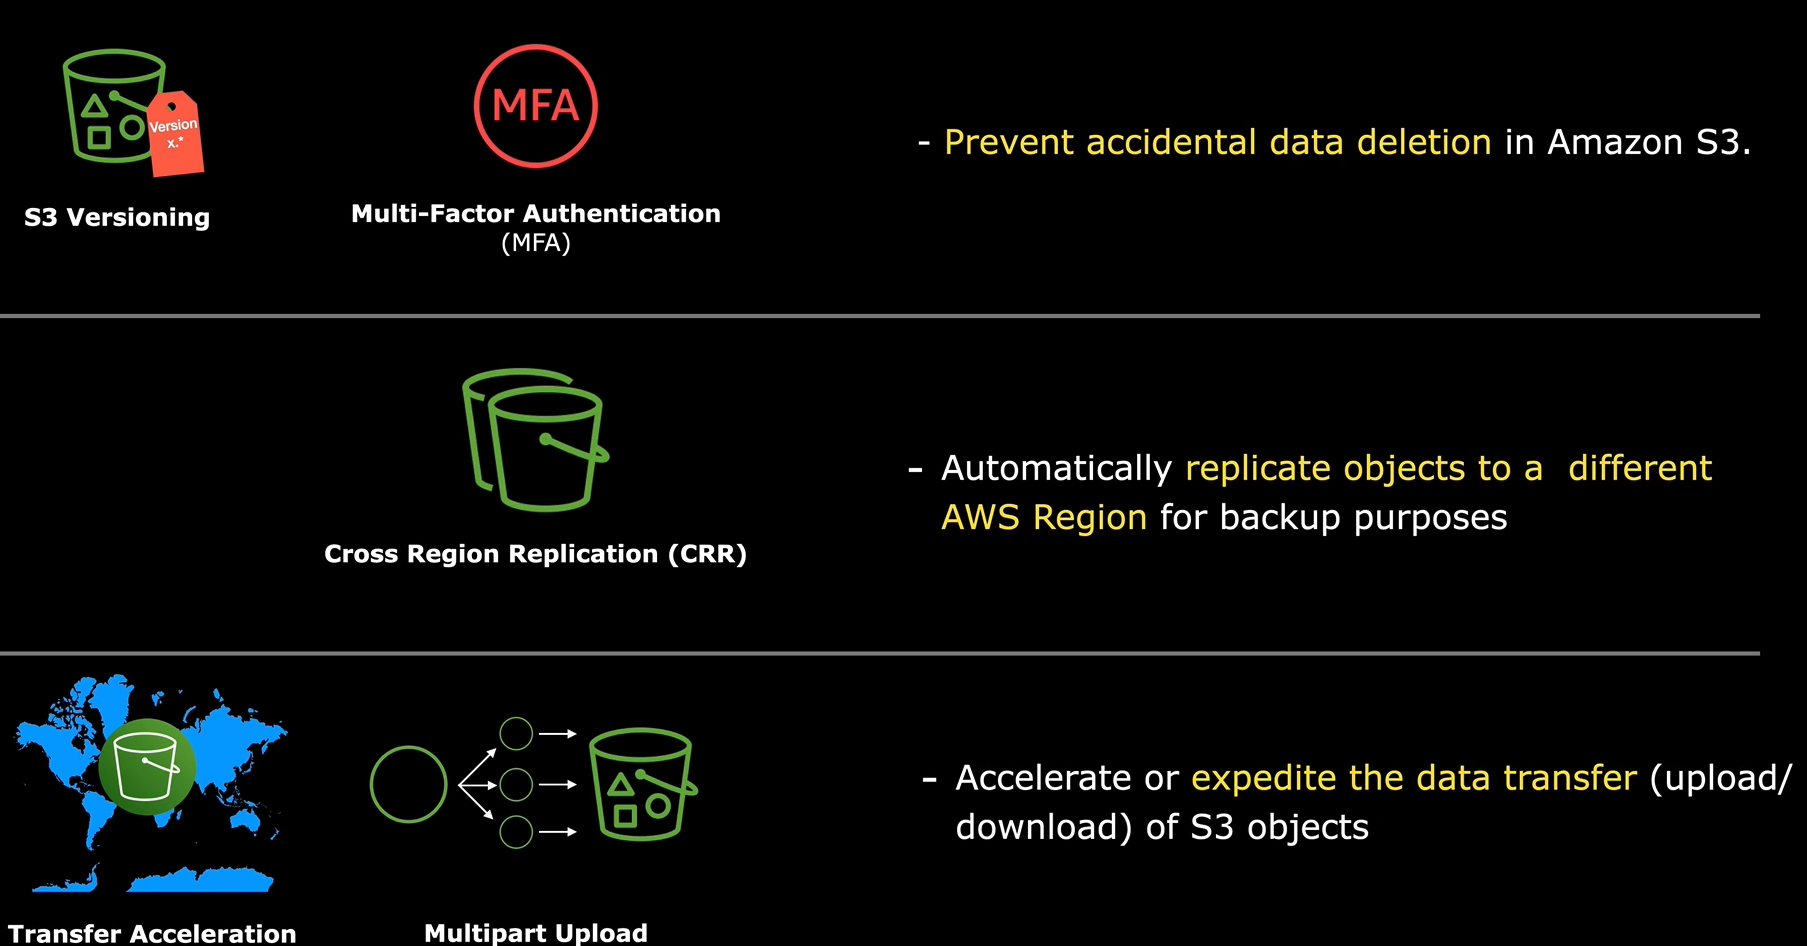 Version
x.*
S3 Versioning
MFA
Multi-Factor Authentication
(MFA)
- Prevent accidental data deletion in Amazon S3.
Cross Region Replication (CRR)
- Automatically replicate objects to a different
AWS Region for backup purposes
Transfer Acceleration
Multipart Upload
- Accelerate or expedite the data transfer (upload/
download) of S3 objects